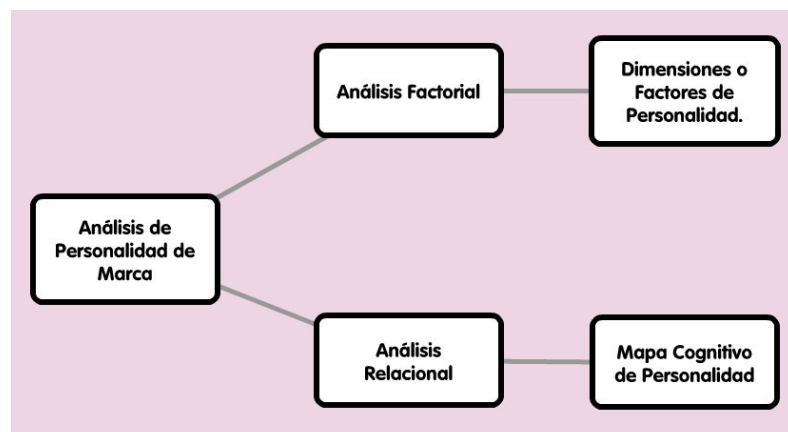 Análisis Factorial
Dimensiones o
Factores de
Personalidad.
Análisis de
Personalidad de
Marca
Análisis
Relacional
Mapa Cognitivo
de Personalidad